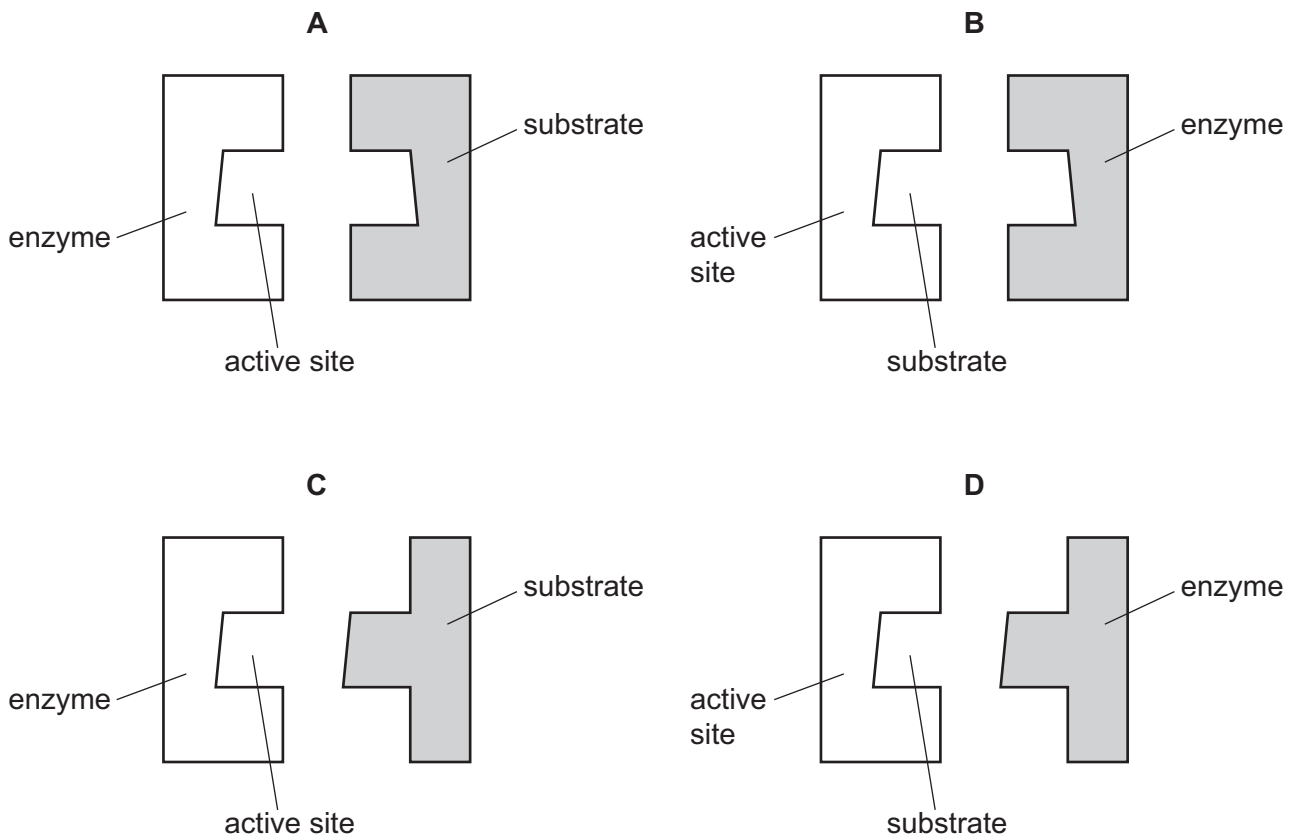 A
substrate
enzyme
active site
B
enzyme
active
site
substrate
C
substrate
enzyme
active site
D
enzyme
active
site
substrate